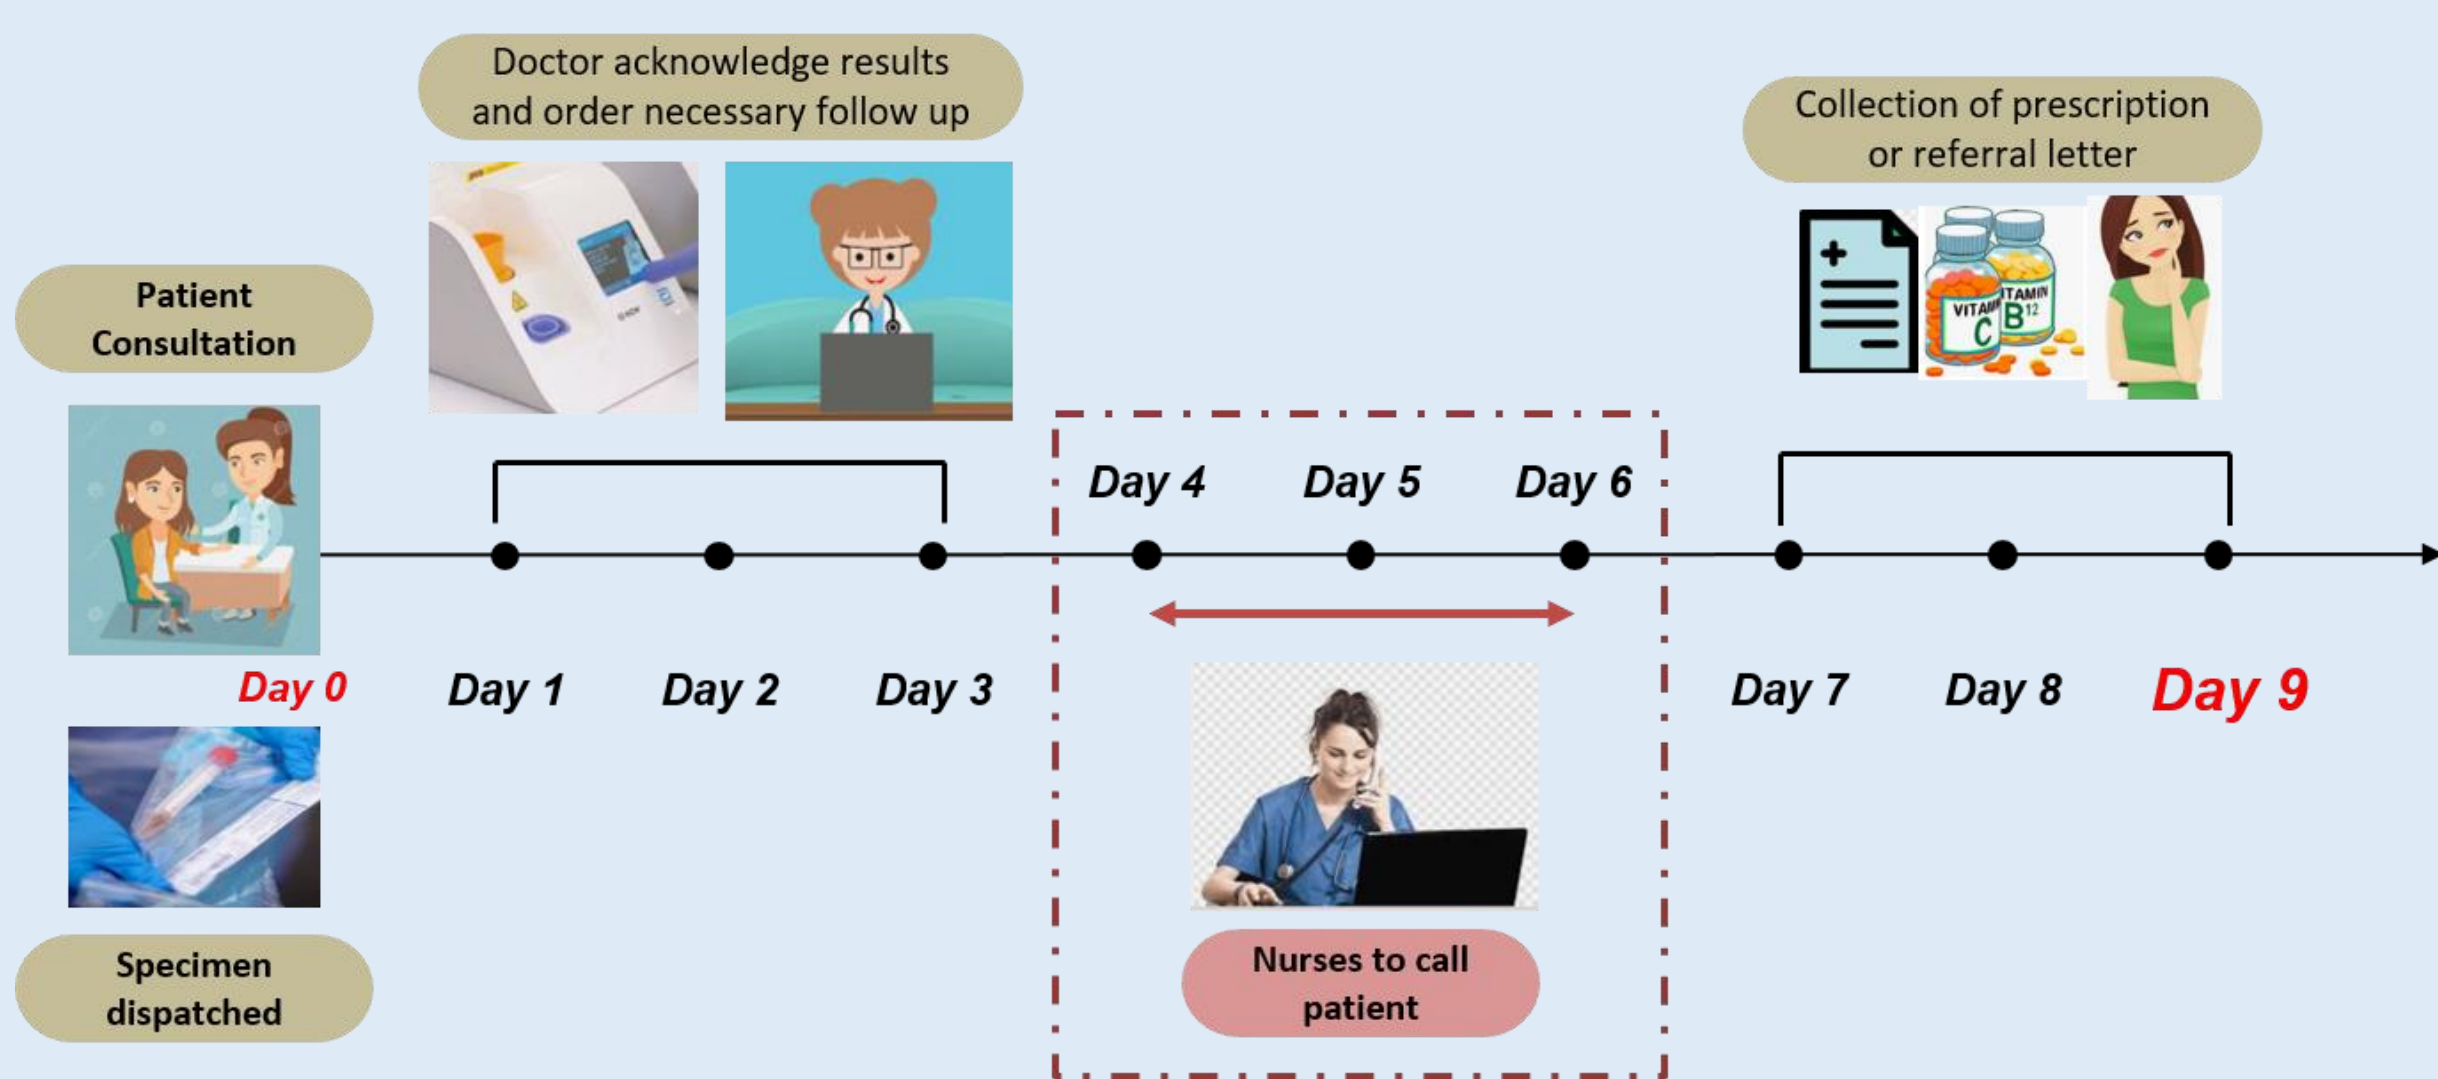 Doctor acknowledge results
and order necessary follow up
Collection of prescription
or referral letter
Patient
Consultation
VITAMIN
B12
C
Day 4
Day 5
Day 6
Day 0
Day 1
Day 2
Day 3
Day 7
Day 8
Day 9
Specimen
dispatched
Nurses to call
patient